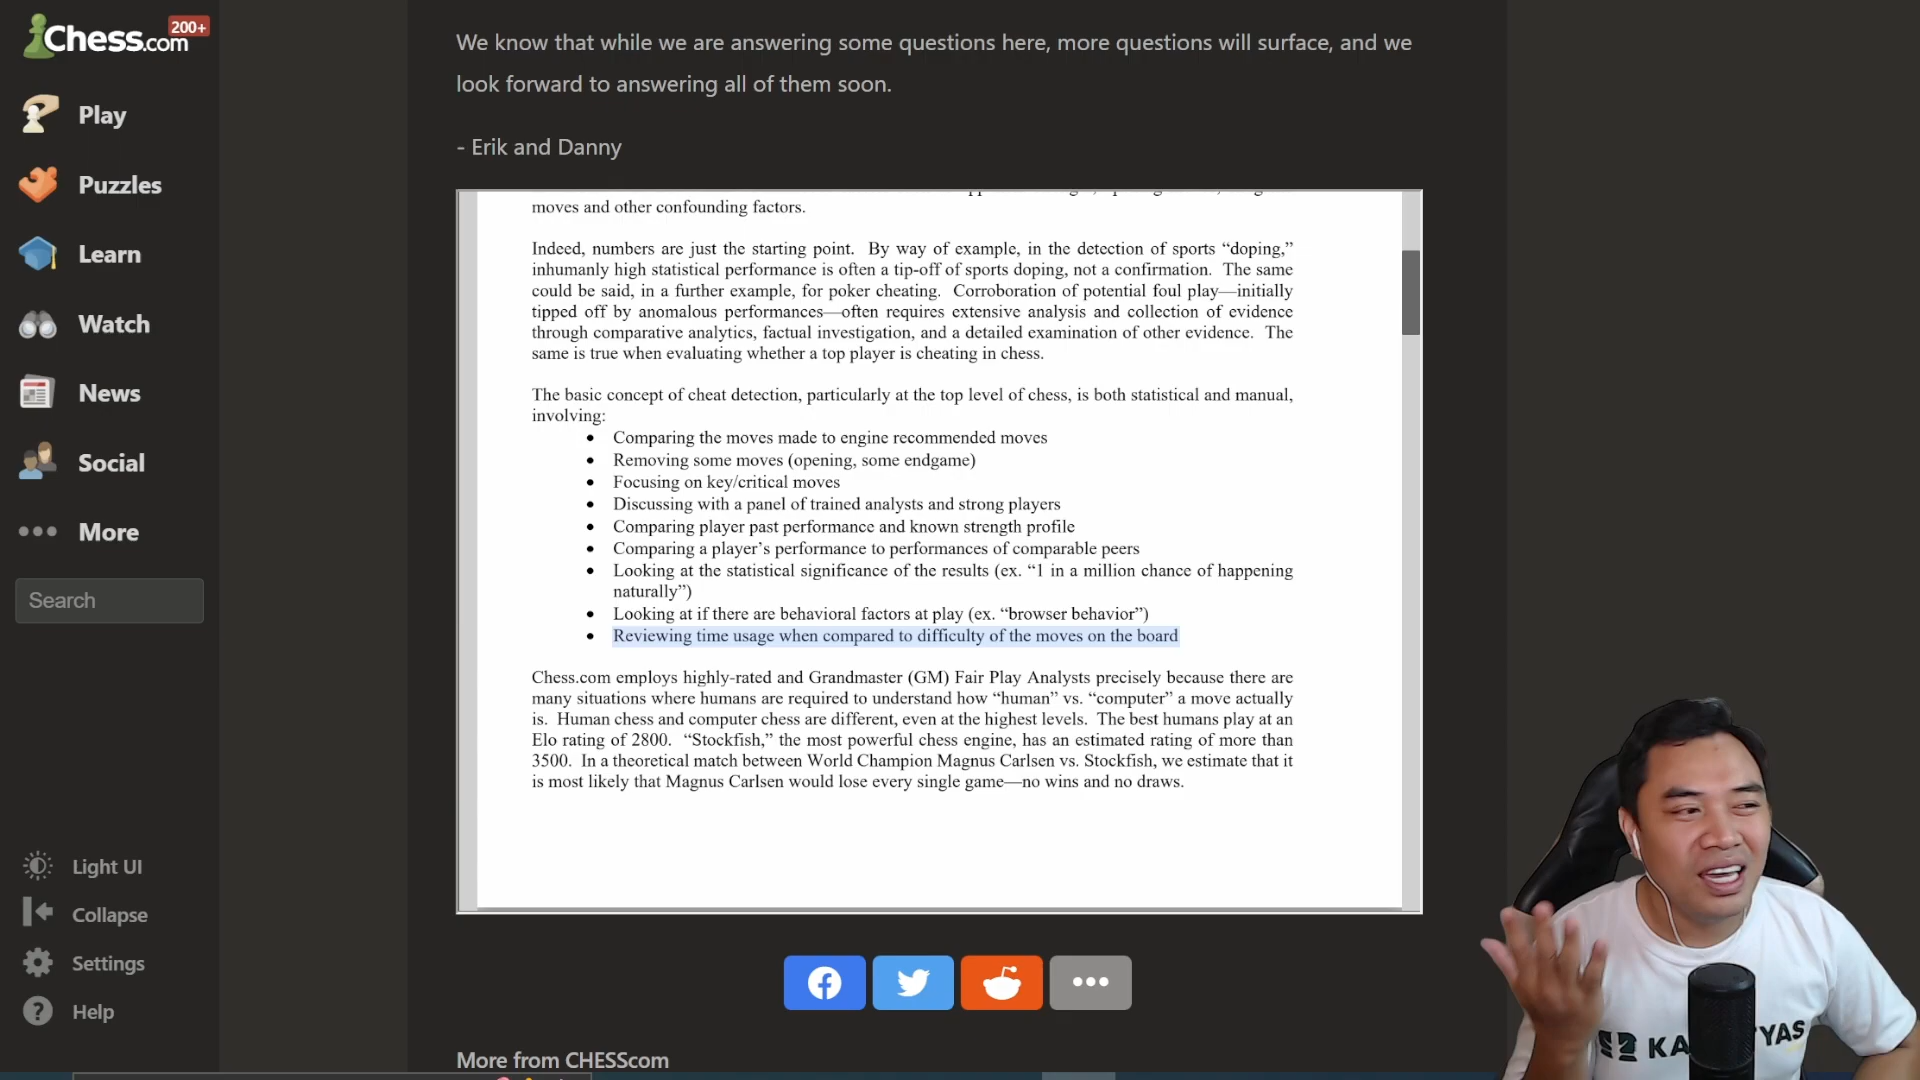 Chess.com
200+
Play
Puzzles
Learn
Watch
News
Social
More
Search
Light UI
Collapse
Settings
Help
We know that while we are answering some questions here, more questions will surface, and we
look forward to answering all of them soon.
- Erik and Danny
moves and other confounding factors.
Indeed, numbers are just the starting point. By way of example, in the detection of sports “doping,”
inhumanly high statistical performance is often a tip-off of sports doping, not a confirmation. The same
could be said, in a further example, for poker cheating. Corroboration of potential foul play—initially
tipped off by anomalous performances—often requires extensive analysis and collection of evidence
through comparative analytics, factual investigation, and a detailed examination of other evidence. The
same is true when evaluating whether a top player is cheating in chess.
The basic concept of cheat detection, particularly at the top level of chess, is both statistical and manual,
involving:
• Comparing the moves made to engine recommended moves
• Removing some moves (opening, some endgame)
• Focusing on key/critical moves
• Discussing with a panel of trained analysts and strong players
• Comparing player past performance and known strength profile
• Comparing a player’s performance to performances of comparable peers
• Looking at the statistical significance of the results (ex. “1 in a million chance of happening
naturally”)
• Looking at if there are behavioral factors at play (ex. “browser behavior”)
• Reviewing time usage when compared to difficulty of the moves on the board
Chess.com employs highly-rated and Grandmaster (GM) Fair Play Analysts precisely because there are
many situations where humans are required to understand how “human” vs. “computer” a move actually
is. Human chess and computer chess are different, even at the highest levels. The best humans play at an
Elo rating of 2800. “Stockfish,” the most powerful chess engine, has an estimated rating of more than
3500. In a theoretical match between World Champion Magnus Carlsen vs. Stockfish, we estimate that it
is most likely that Magnus Carlsen would lose every single game—no wins and no draws.
More from CHESScom